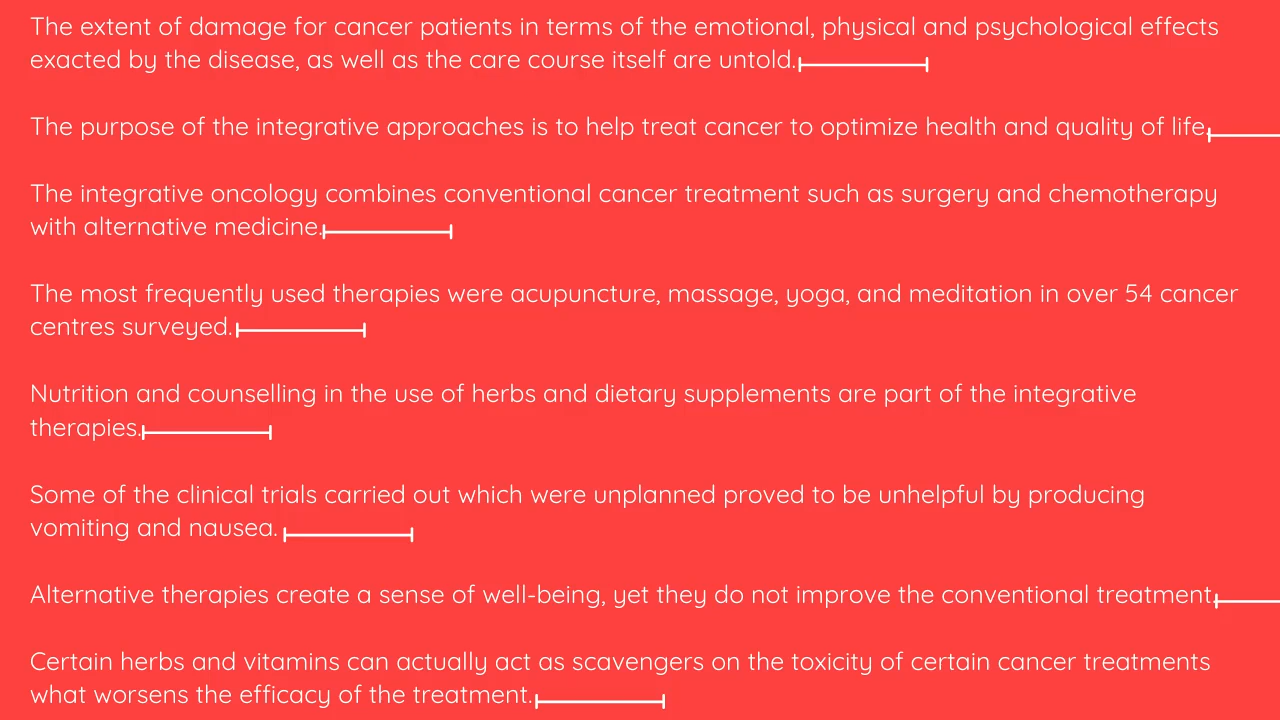 The extent of damage for cancer patients in terms of the emotional, physical and psychological effects
exacted by the disease, as well as the care course itself are untold.
The purpose of the integrative approaches is to help treat cancer to optimize health and quality of life.
The integrative oncology combines conventional cancer treatment such as surgery and chemotherapy
with alternative medicine.
The most frequently used therapies were acupuncture, massage, yoga, and meditation in over 54 cancer
centres surveyed.
Nutrition and counselling in the use of herbs and dietary supplements are part of the integrative
therapies.
Some of the clinical trials carried out which were unplanned proved to be unhelpful by producing
vomiting and nausea.
Alternative therapies create a sense of well-being, yet they do not improve the conventional treatment.
Certain herbs and vitamins can actually act as scavengers on the toxicity of certain cancer treatments
what worsens the efficacy of the treatment.